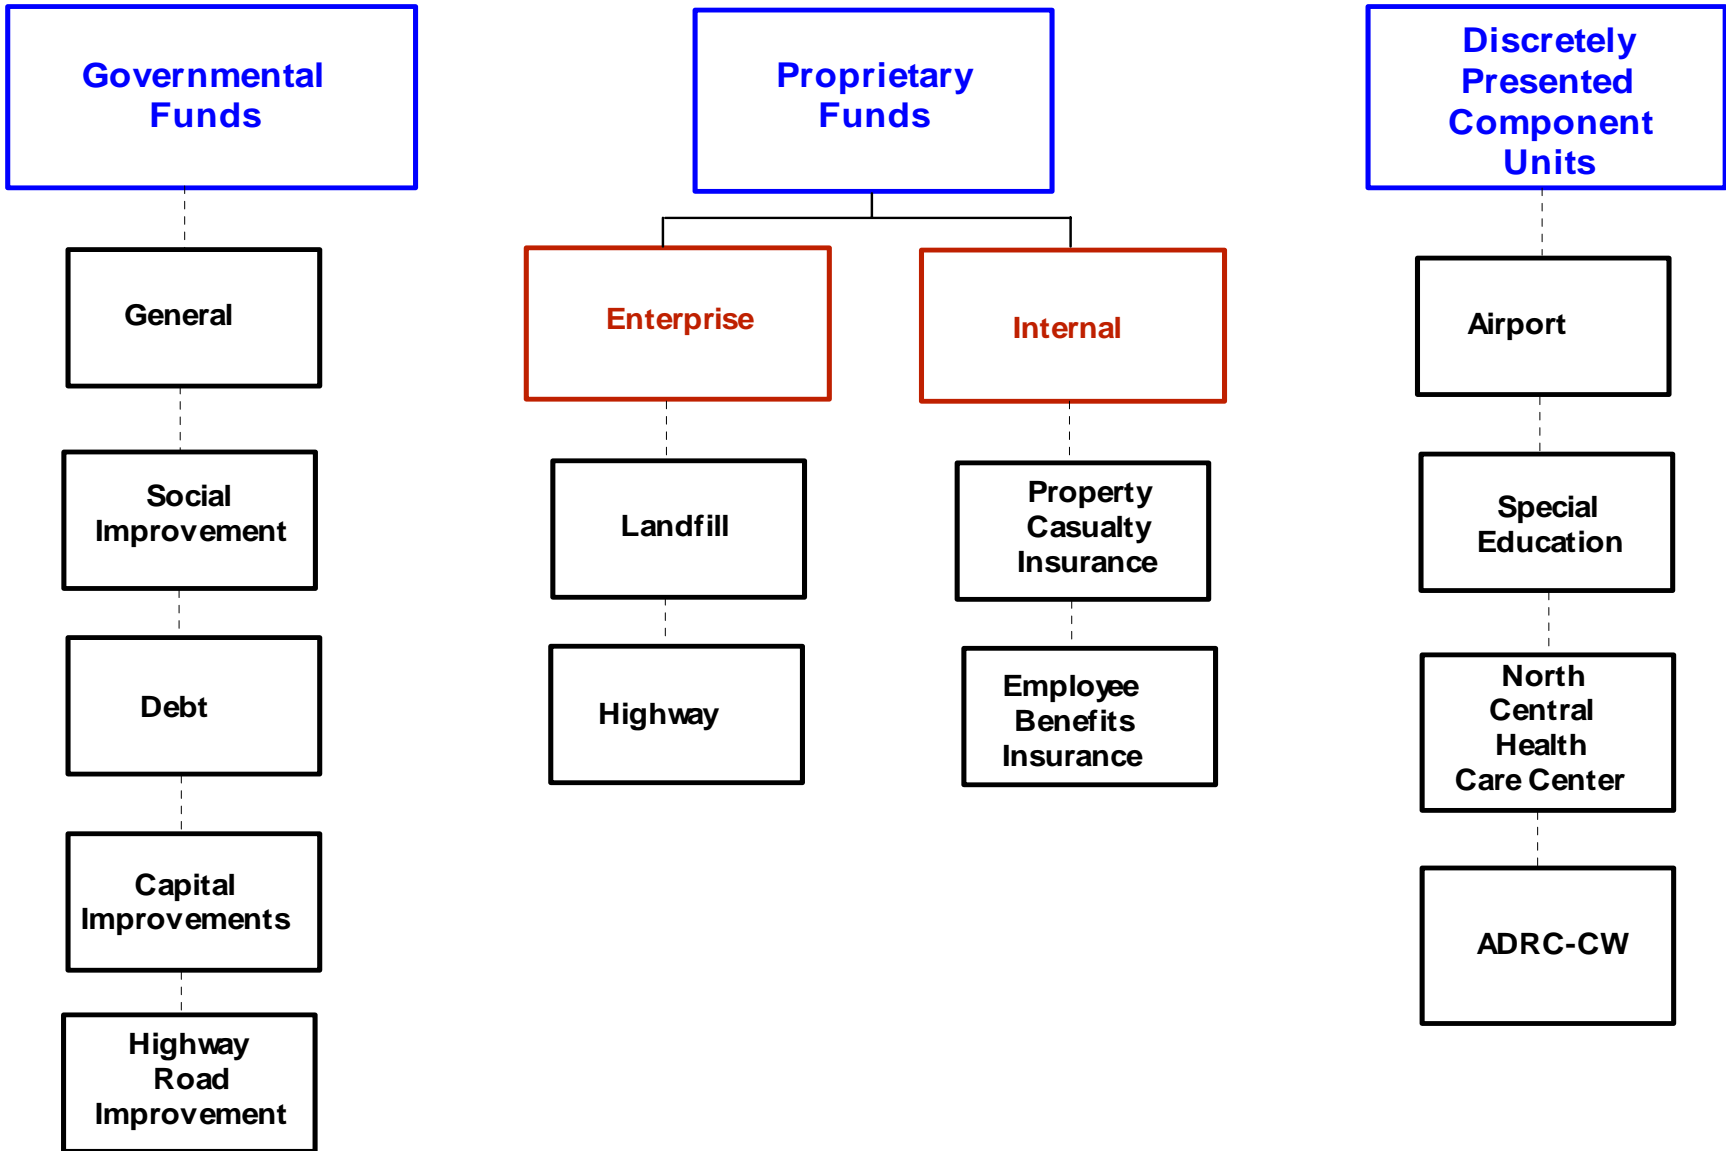 Governmental
Funds
Proprietary
Funds
Discretely
Presented
Component
Units
General
Social
Improvement
Debt
Capital
Improvements
Highway
Road
Improvement
Enterprise
Landfill
Highway
Internal
Property
Casualty
Insurance
Employee
Benefits
Insurance
Airport
Special
Education
North
Central
Health
Care Center
ADRC-CW